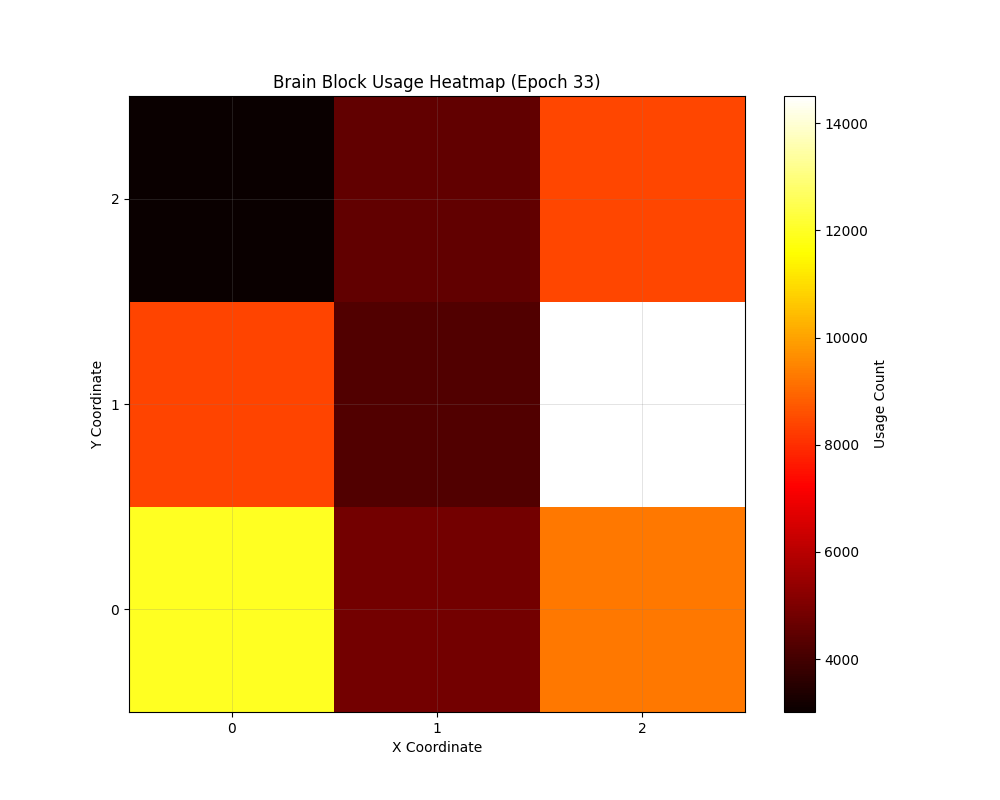 Brain Block Usage Heatmap (Epoch 33)
2
1
0
Y Coordinate
0 1 2
X Coordinate
14000
12000
10000
8000
6000
4000
Usage Count